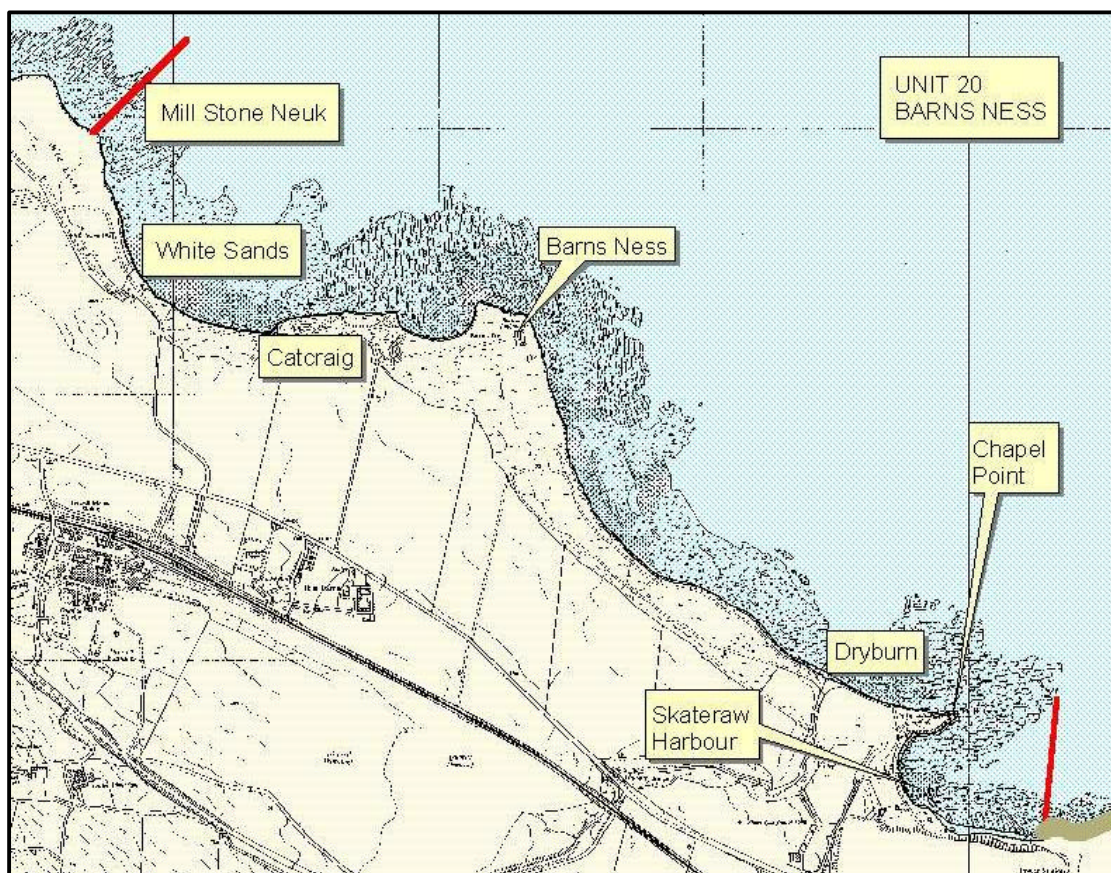 UNIT 20
BARNS NESS
Mill Stone Neuk
White Sands
Barns Ness
Catcraig
Chapel
Point
Dryburn
Skateraw
Harbour